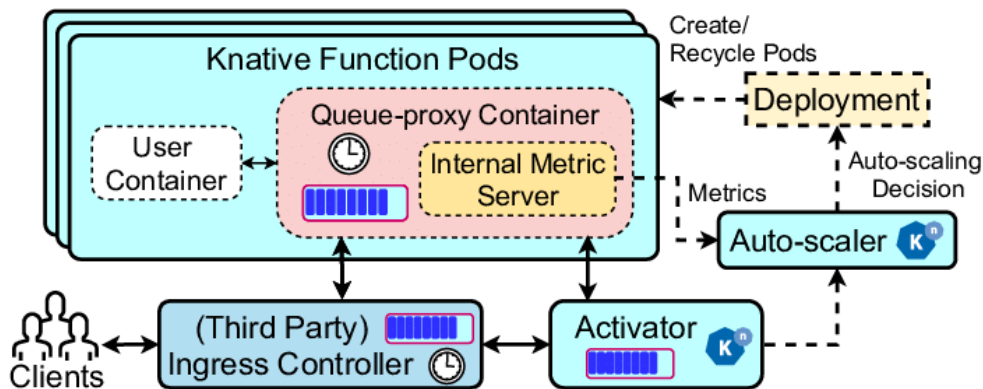 Create/
Recycle Pods
Knative Function Pods
Deployment
Queue-proxy Container
User
Container
Internal Metric
Server
Metrics
Auto-scaling
Decision
Auto-scaler
K
n
(Third Party)
Ingress Controller
Activator
K
n
Clients